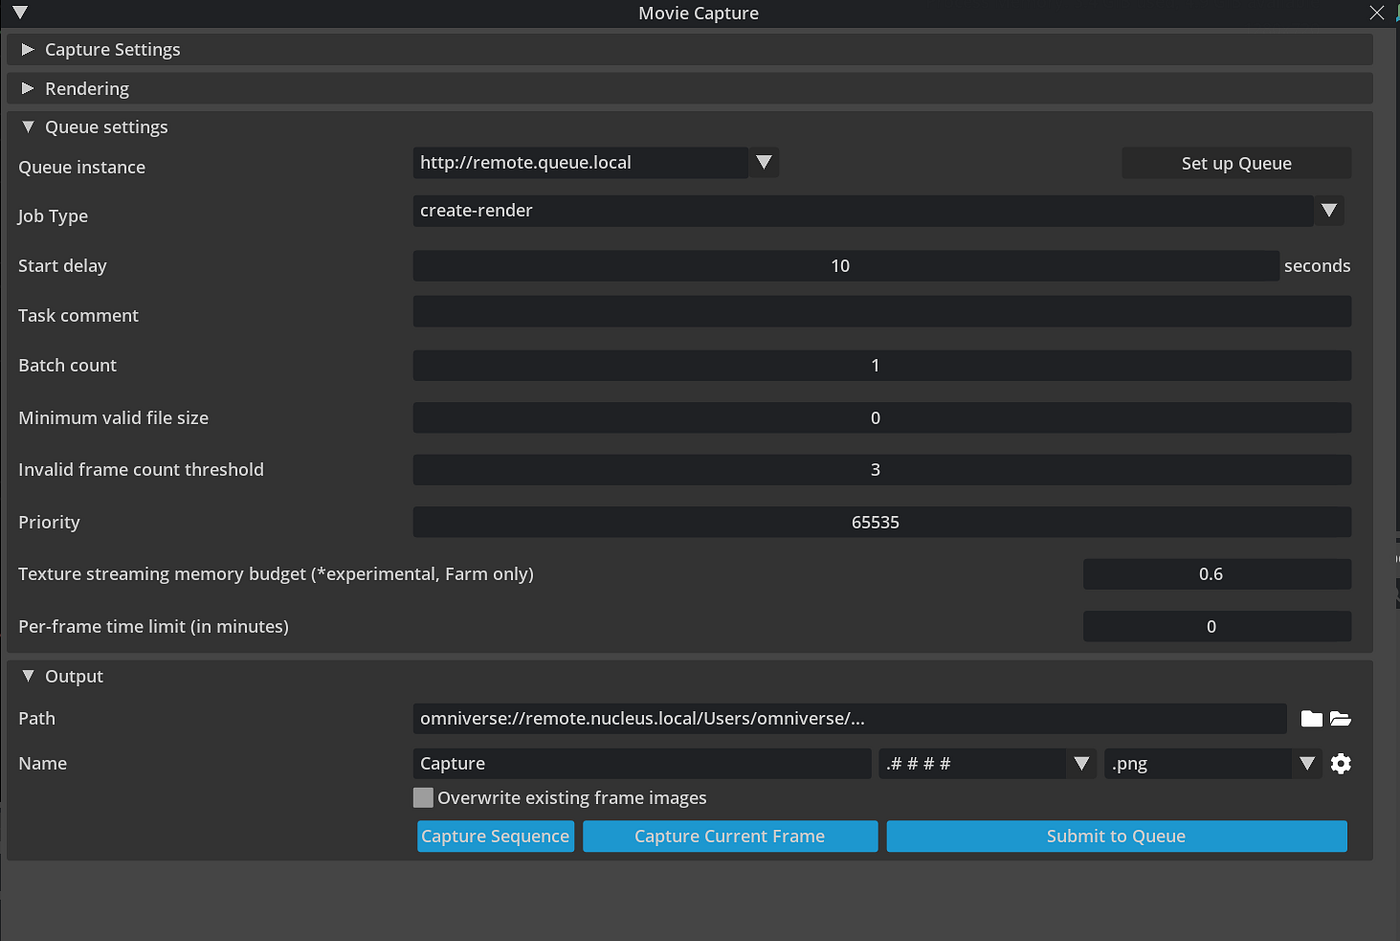 Movie Capture
Capture Settings
Rendering
Queue settings
Queue instance http://remote.queue.local Set up Queue
Job Type create-render
Start delay 10 seconds
Task comment
Batch count 1
Minimum valid file size 0
Invalid frame count threshold 3
Priority 65535
Texture streaming memory budget (*experimental, Farm only) 0.6
Per-frame time limit (in minutes) 0
Output
Path omniverse://remote.nucleus.local/Users/omniverse/...
Name Capture .# # # # .png
Overwrite existing frame images
Capture Sequence Capture Current Frame Submit to Queue